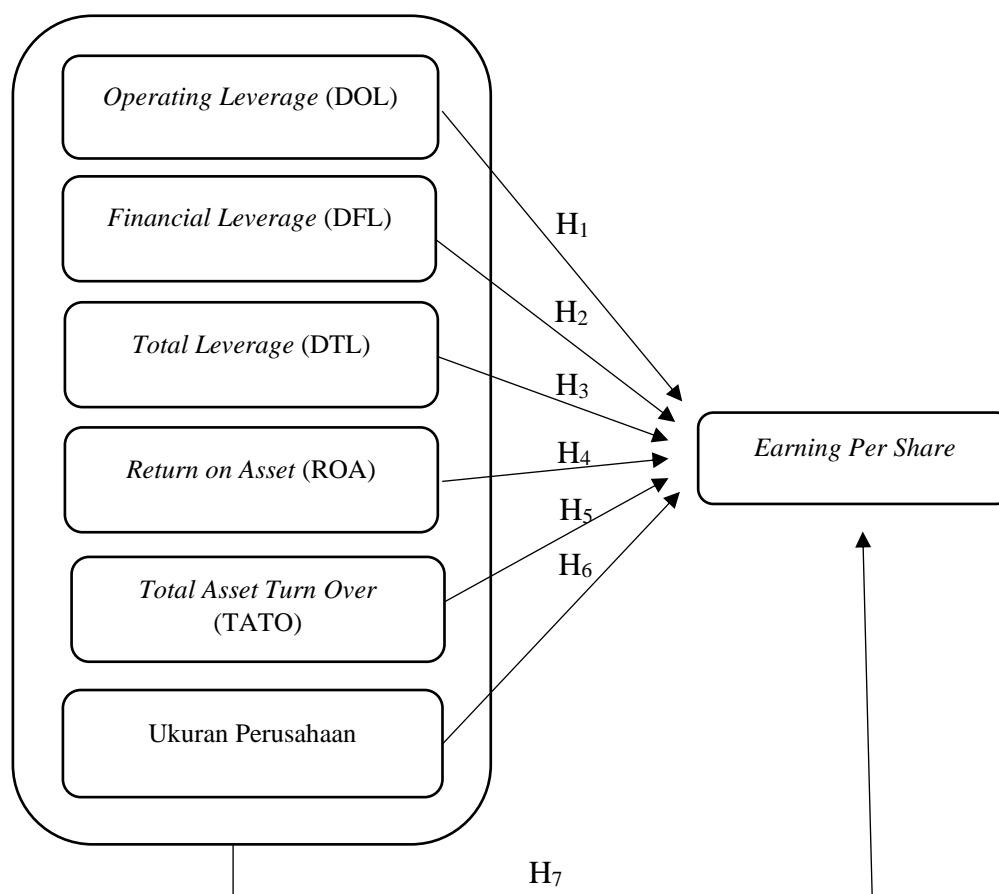 Operating Leverage (DOL)
Financial Leverage (DFL)
Total Leverage (DTL)
Return on Asset (ROA)
Total Asset Turn Over
(TATO)
Ukuran Perusahaan
H₁
H₂
H₃
H₄
H₅
H₆
Earning Per Share
H₇